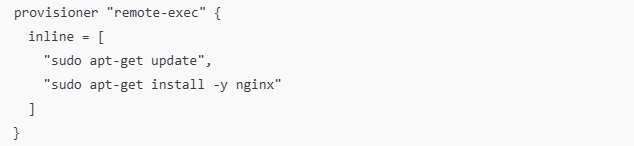 provisioner "remote-exec" {
  inline = [
    "sudo apt-get update",
    "sudo apt-get install -y nginx"
  ]
}